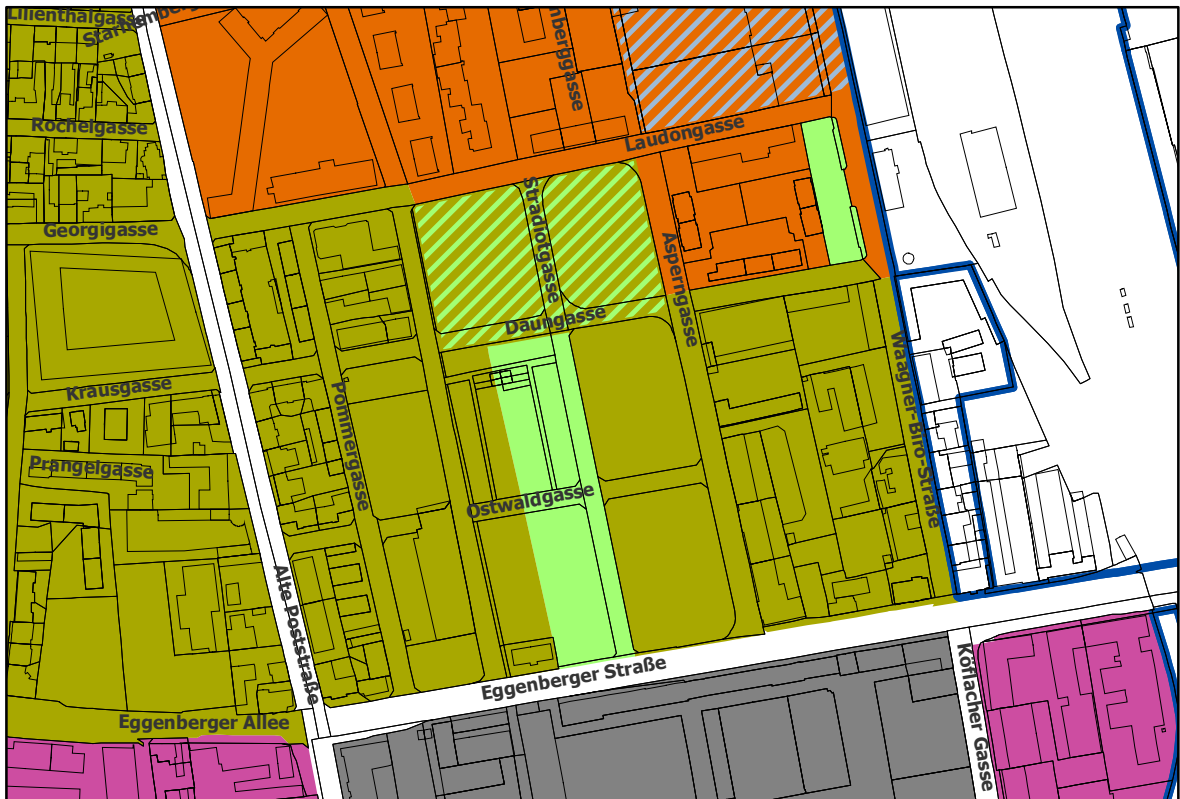 Lilienthalgasse
nberggasse
Rochelgasse
Laudongasse
Georgigasse
Stradiotgasse
Asperngasse
Daungasse
Krausgasse
Pommergasse
Waagner-Biro-Straße
Prangelgasse
Ostwaldgasse
Alte Poststraße
Eggenberger Straße
Köflacher Gasse
Eggenberger Allee